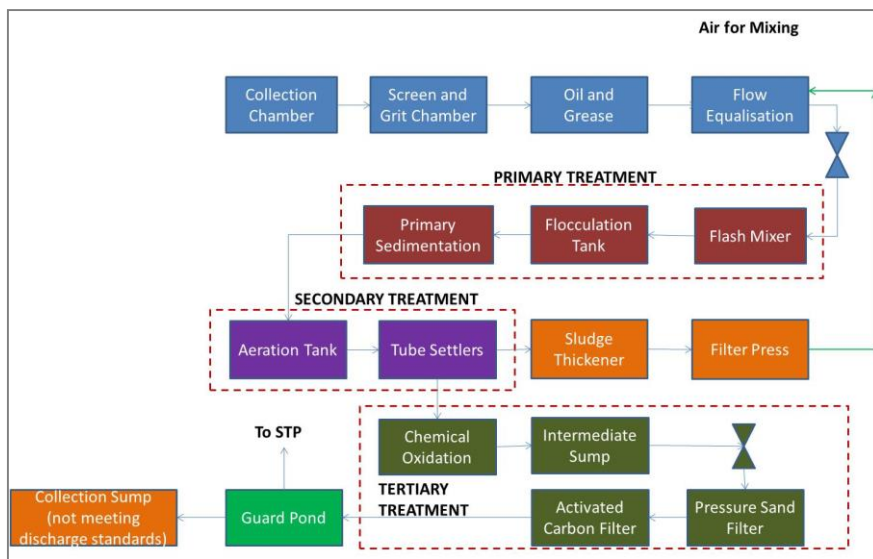 Air for Mixing
Collection
Chamber
Screen and
Grit Chamber
Oil and
Grease
Flow
Equalisation
PRIMARY TREATMENT
Primary
Sedimentation
Flocculation
Tank
Flash Mixer
SECONDARY TREATMENT
Aeration Tank
Tube Settlers
Sludge
Thickener
Filter Press
Chemical
Oxidation
Intermediate
Sump
To STP
TERTIARY
TREATMENT
Collection Sump
(not meeting
discharge standards)
Guard Pond
Activated
Carbon Filter
Pressure Sand
Filter